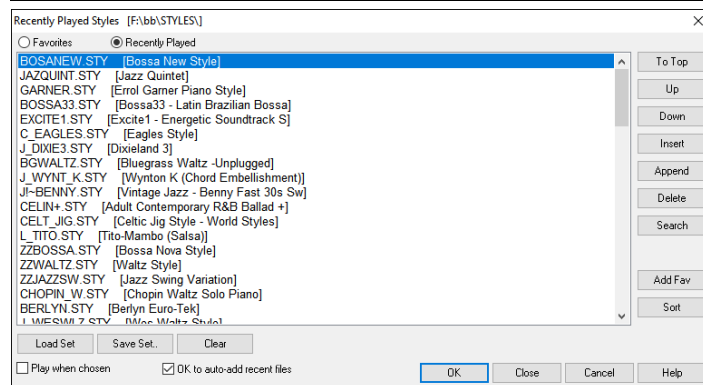 Recently Played Styles [F:\bb\STYLES\]
Favorites Recently Played
BOSANEW.STY [Bossa New Style]
JAZQUINT.STY [Jazz Quintet]
GARNER.STY [Errol Garner Piano Style]
BOSSA33.STY [Bossa33 - Latin Brazilian Bossa]
EXCITE1.STY [Excite1 - Energetic Soundtrack S]
C_EAGLES.STY [Eagles Style]
J_DIXIE3.STY [Dixieland 3]
BGWALTZ.STY [Bluegrass Waltz -Unplugged]
J_WYNT_K.STY [Wynton K (Chord Embellishment)]
J!~BENNY.STY [Vintage Jazz - Benny Fast 30s Sw]
CELIN+.STY [Adult Contemporary R&B Ballad +]
CELT_JIG.STY [Celtic Jig Style - World Styles]
L_TITO.STY [Tito-Mambo (Salsa)]
ZZBOSSA.STY [Bossa Nova Style]
ZZWALTZ.STY [Waltz Style]
ZZJAZZSW.STY [Jazz Swing Variation]
CHOPIN_W.STY [Chopin Waltz Solo Piano]
BERLYN.STY [Berlyn Euro-Tek]
J_WESWLZ.STY [Wes Waltz Style]
To Top
Up
Down
Insert
Append
Delete
Search
Add Fav
Sort
Load Set Save Set.. Clear
Play when chosen OK to auto-add recent files OK Close Cancel Help